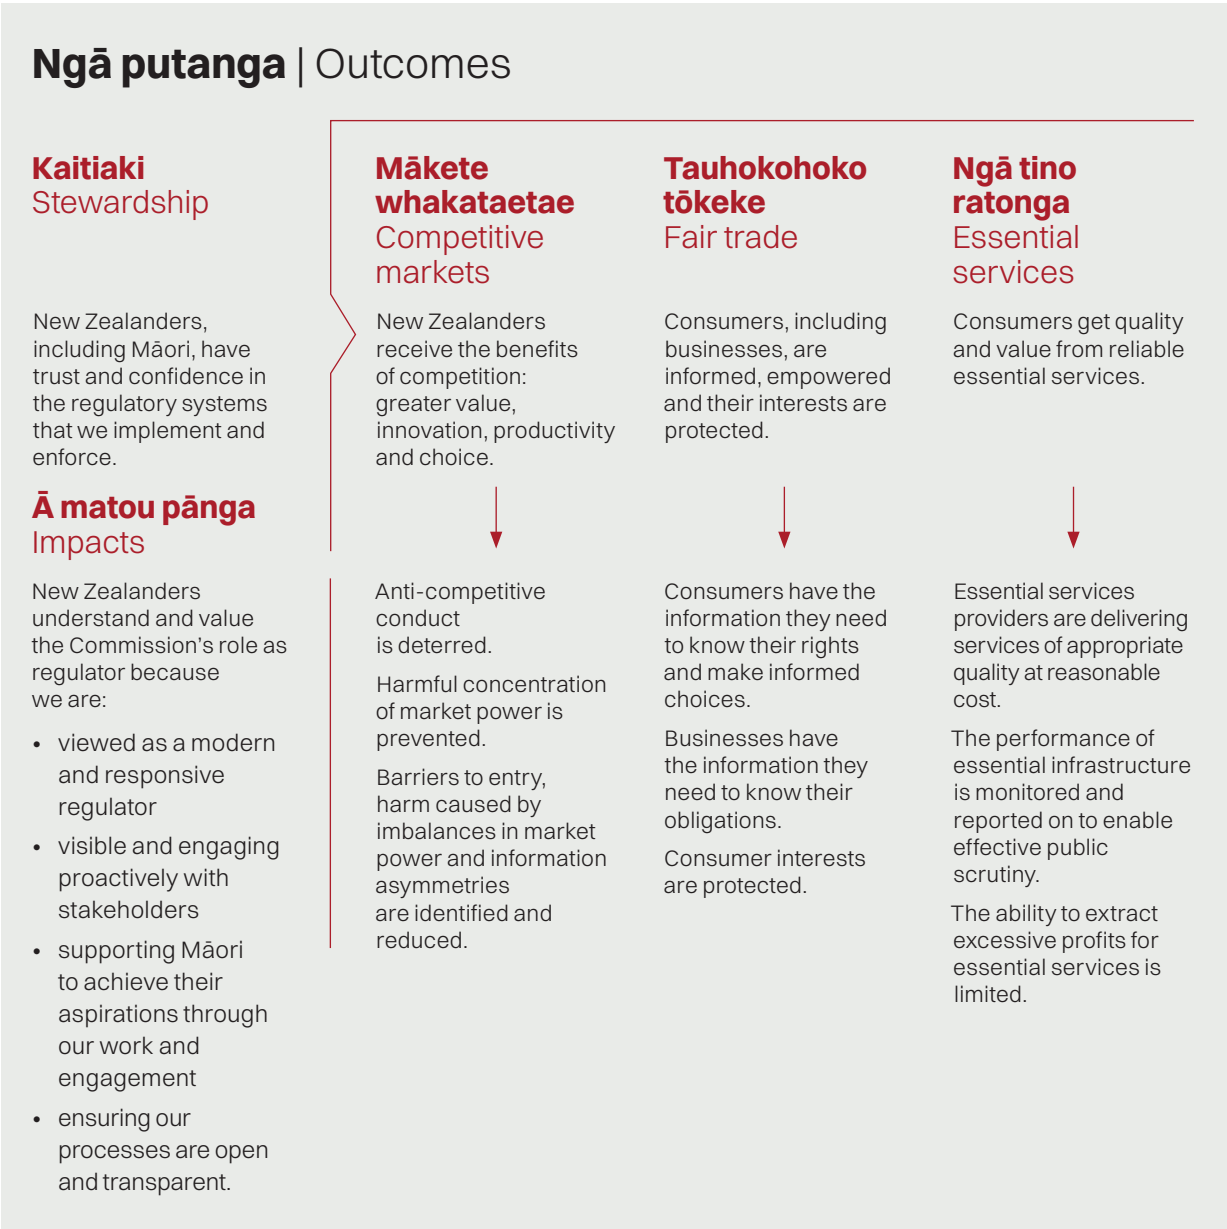 Ngā putanga | Outcomes
Kaitiaki
Stewardship
New Zealanders,
including Māori, have
trust and confidence in
the regulatory systems
that we implement and
enforce.
Ā matou pānga
Impacts
New Zealanders
understand and value
the Commission's role as
regulator because
we are:
• viewed as a modern
and responsive
regulator
• visible and engaging
proactively with
stakeholders
• supporting Māori
to achieve their
aspirations through
our work and
engagement
• ensuring our
processes are open
and transparent.
Mākete
whakataetae
Competitive
markets
New Zealanders
receive the benefits
of competition:
greater value,
innovation, productivity
and choice.
Anti-competitive
conduct
is deterred.
Harmful concentration
of market power is
prevented.
Barriers to entry,
harm caused by
imbalances in market
power and information
asymmetries
are identified and
reduced.
Tauhokohoko
tōkeke
Fair trade
Consumers, including
businesses, are
informed, empowered
and their interests are
protected.
Consumers have the
information they need
to know their rights
and make informed
choices.
Businesses have
the information they
need to know their
obligations.
Consumer interests
are protected.
Ngā tino
ratonga
Essential
services
Consumers get quality
and value from reliable
essential services.
Essential services
providers are delivering
services of appropriate
quality at reasonable
cost.
The performance of
essential infrastructure
is monitored and
reported on to enable
effective public
scrutiny.
The ability to extract
excessive profits for
essential services is
limited.